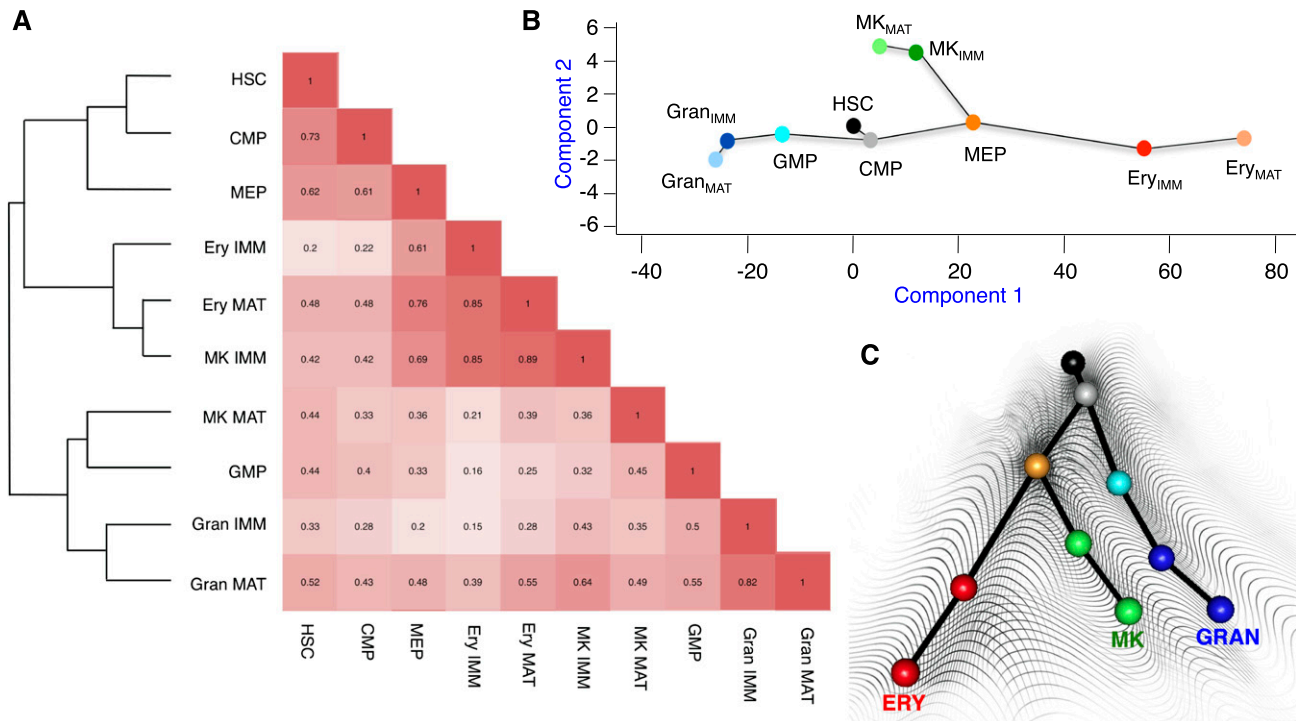 A
HSC 1
CMP 0.73 1
MEP 0.62 0.61 1
Ery IMM 0.2 0.22 0.61 1
Ery MAT 0.48 0.48 0.76 0.85 1
MK IMM 0.42 0.42 0.69 0.85 0.89 1
MK MAT 0.44 0.33 0.36 0.21 0.39 0.36 1
GMP 0.44 0.4 0.33 0.16 0.25 0.32 0.45 1
Gran IMM 0.33 0.28 0.2 0.15 0.28 0.43 0.35 0.5 1
Gran MAT 0.52 0.43 0.48 0.39 0.55 0.64 0.49 0.55 0.82 1
HSC
CMP
MEP
Ery IMM
Ery MAT
MK IMM
MK MAT
GMP
Gran IMM
Gran MAT
B
Component 2
6
4
2
0
-2
-4
-6
MKMAT
MKIMM
GranIMM
HSC
GranMAT
GMP
CMP
MEP
EryIMM
EryMAT
-40 -20 0 20 40 60 80
Component 1
C
MK
GRAN
ERY